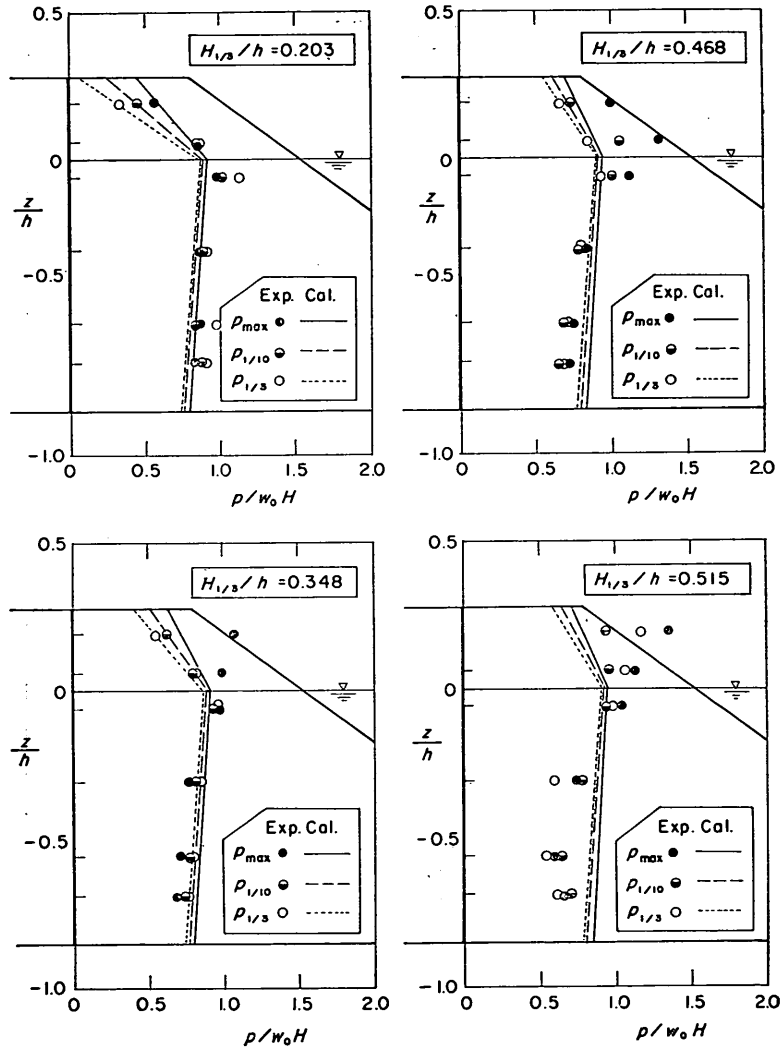 0.5
H1/3/h=0.203
0
z/h
-0.5
Exp. Cal.
Pmax
P1/10
P1/3
-1.0
0 0.5 1.0 1.5 2.0
p/w0H
0.5
H1/3/h=0.468
0
z/h
-0.5
Exp. Cal.
Pmax
P1/10
P1/3
-1.0
0 0.5 1.0 1.5 2.0
p/w0H
0.5
H1/3/h=0.348
0
z/h
-0.5
Exp. Cal.
Pmax
P1/10
P1/3
-1.0
0 0.5 1.0 1.5 2.0
p/w0H
0.5
H1/3/h=0.515
0
z/h
-0.5
Exp. Cal.
Pmax
P1/10
P1/3
-1.0
0 0.5 1.0 1.5 2.0
p/w0H